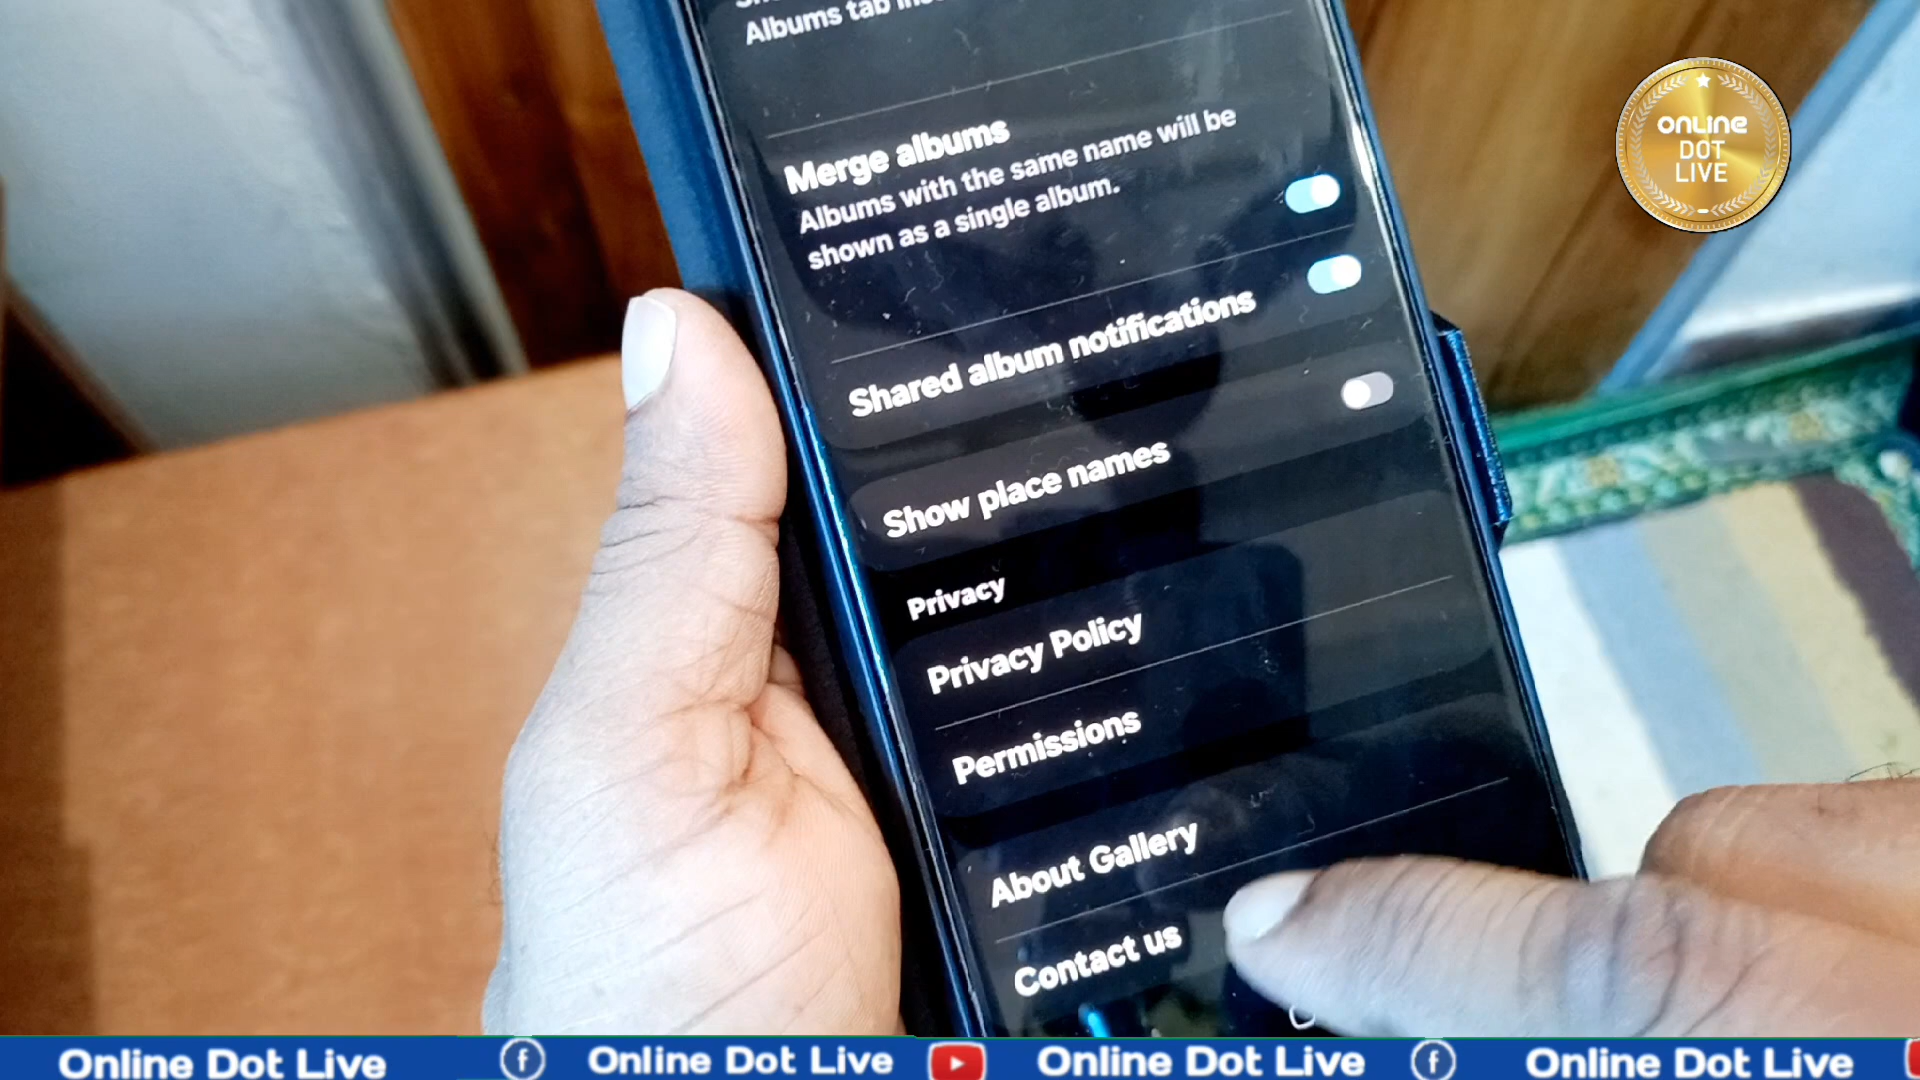 Albums tab
Merge albums
Albums with the same name will be
shown as a single album.
Shared album notifications
Show place names
Privacy
Privacy Policy
Permissions
About Gallery
Contact us
ONLINE
DOT
LIVE
Online Dot Live
Online Dot Live
Online Dot Live
Online Dot Live